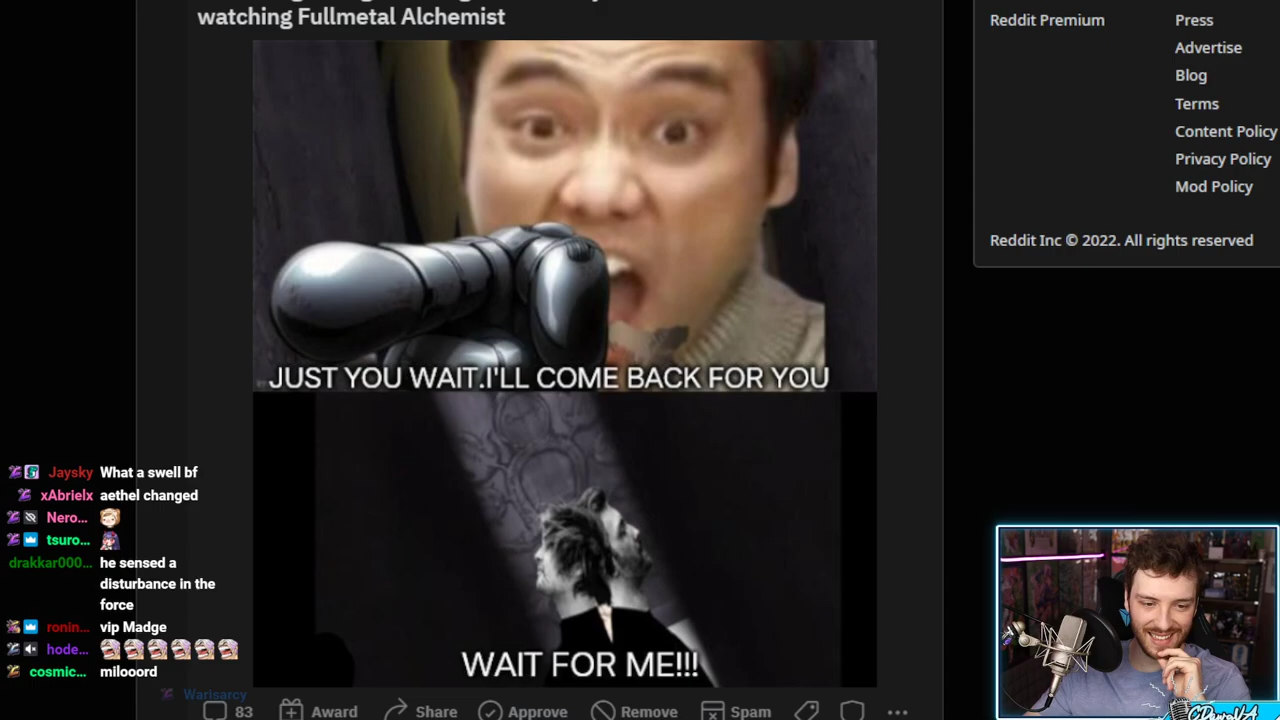 watching Fullmetal Alchemist
JUST YOU WAIT.I'LL COME BACK FOR YOU
WAIT FOR ME!!!
83
Award
Share
Approve
Remove
Spam
Reddit Premium
Press
Advertise
Blog
Terms
Content Policy
Privacy Policy
Mod Policy
Reddit Inc © 2022. All rights reserved
Jaysky What a swell bf
xAbrielx aethel changed
Nero...
tsuro...
drakkar000... he sensed a
disturbance in the
force
ronin... vip Madge
hode...
cosmic... milooord
Warisarcy